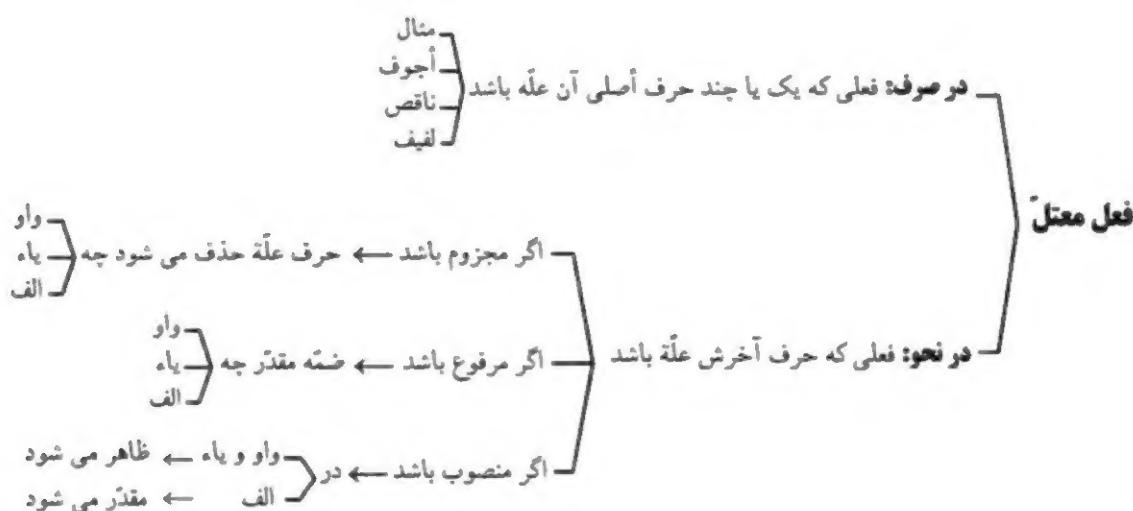 فعل معتلّ
در صرف: فعلی که یک یا چند حرف أصلی آن علّه باشد
مثال
أجوف
ناقص
لفیف
در نحو: فعلی که حرف آخرش علّة باشد
اگر مجزوم باشد ← حرف علّة حذف می شود چه
واو
یاء
الف
اگر مرفوع باشد ← ضمّه مقدّر چه
واو
یاء
الف
اگر منصوب باشد ← در
واو و یاء ← ظاهر می شود
الف ← مقدّر می شود